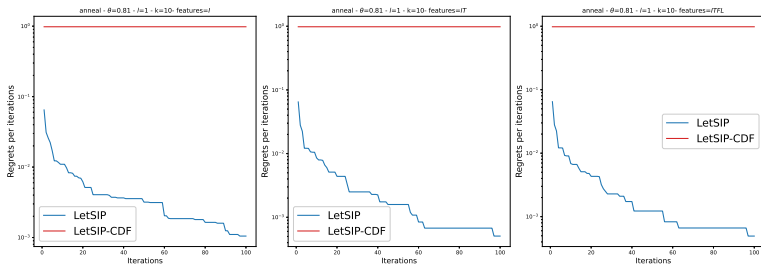 anneal - θ=0.81 - l=1 - k=10- features=I
10⁰
10⁻¹
10⁻²
10⁻³
Regrets per iterations
LetSIP
LetSIP-CDF
0 20 40 60 80 100
Iterations
anneal - θ=0.81 - l=1 - k=10- features=IT
10⁰
10⁻¹
10⁻²
10⁻³
Regrets per iterations
LetSIP
LetSIP-CDF
0 20 40 60 80 100
Iterations
anneal - θ=0.81 - l=1 - k=10- features=ITFL
10⁰
10⁻¹
10⁻²
10⁻³
Regrets per iterations
LetSIP
LetSIP-CDF
0 20 40 60 80 100
Iterations